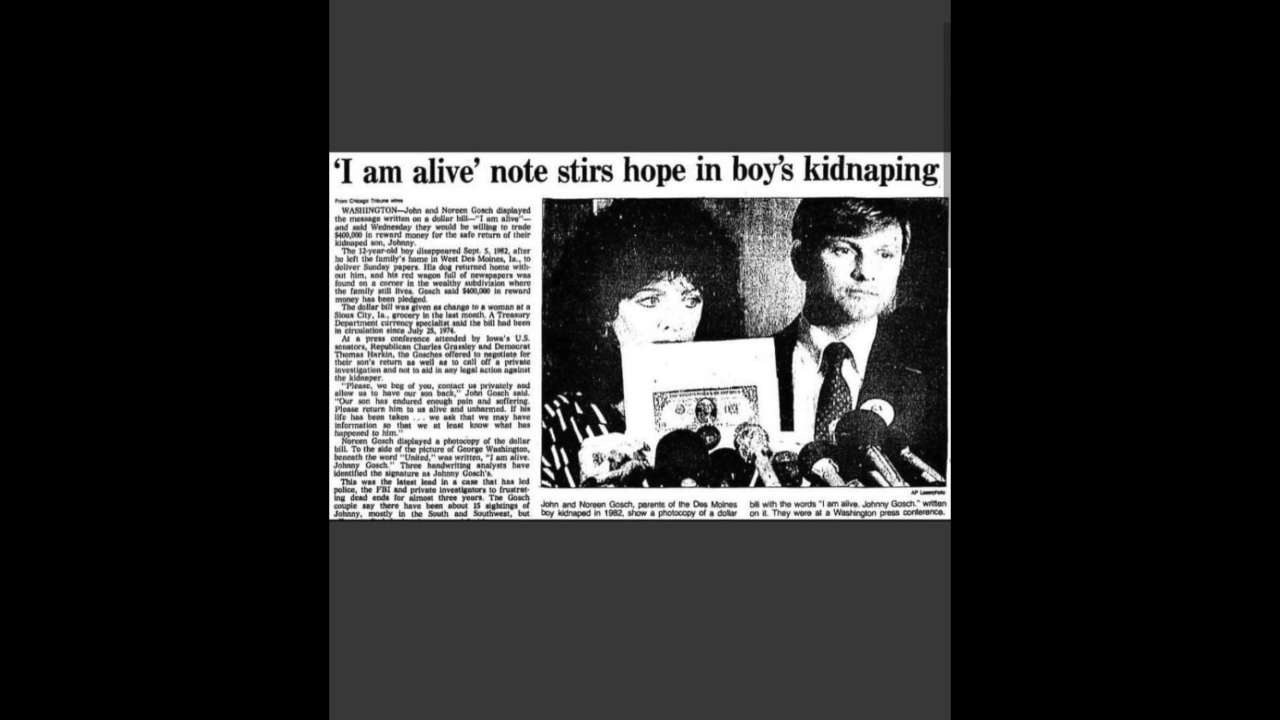 'I am alive' note stirs hope in boy's kidnaping
From Chicago Tribune wires
WASHINGTON—John and Noreen Gosch displayed
the message written on a dollar bill—"I am alive"—
and said Wednesday they would be willing to trade
$400,000 in reward money for the safe return of their
kidnaped son, Johnny.
The 12-year-old boy disappeared Sept. 5, 1982, after
he left the family's home in West Des Moines, Ia., to
deliver Sunday papers. His dog returned home with-
out him, and his red wagon full of newspapers was
found on a corner in the wealthy subdivision where
the family still lives. Gosch said $400,000 in reward
money has been pledged.
The dollar bill was given as change to a woman at a
Sioux City, Ia., grocery in the last month. A Treasury
Department currency specialist said the bill had been
in circulation since July 25, 1974.
At a press conference attended by Iowa's U.S.
senators, Republican Charles Grassley and Democrat
Thomas Harkin, the Gosches offered to negotiate for
their son's return as well as to call off a private
investigation and not to aid in any legal action against
the kidnaper.
"Please, we beg of you, contact us privately and
allow us to have our son back," John Gosch said.
"Our son has endured enough pain and suffering.
Please return him to us alive and unharmed. If his
life has been taken . . . we ask that we may have
information so that we at least know what has
happened to him."
Noreen Gosch displayed a photocopy of the dollar
bill. To the side of the picture of George Washington,
beneath the word "United," was written, "I am alive.
Johnny Gosch." Three handwriting analysts have
identified the signature as Johnny Gosch's.
This was the latest lead in a case that has led
police, the FBI and private investigators to frustrat-
ing dead ends for almost three years. The Gosch
couple say there have been about 15 sightings of
Johnny, mostly in the South and Southwest, but
AP Laserphoto
John and Noreen Gosch, parents of the Des Moines
boy kidnaped in 1982, show a photocopy of a dollar
bill with the words "I am alive. Johnny Gosch." written
on it. They were at a Washington press conference.